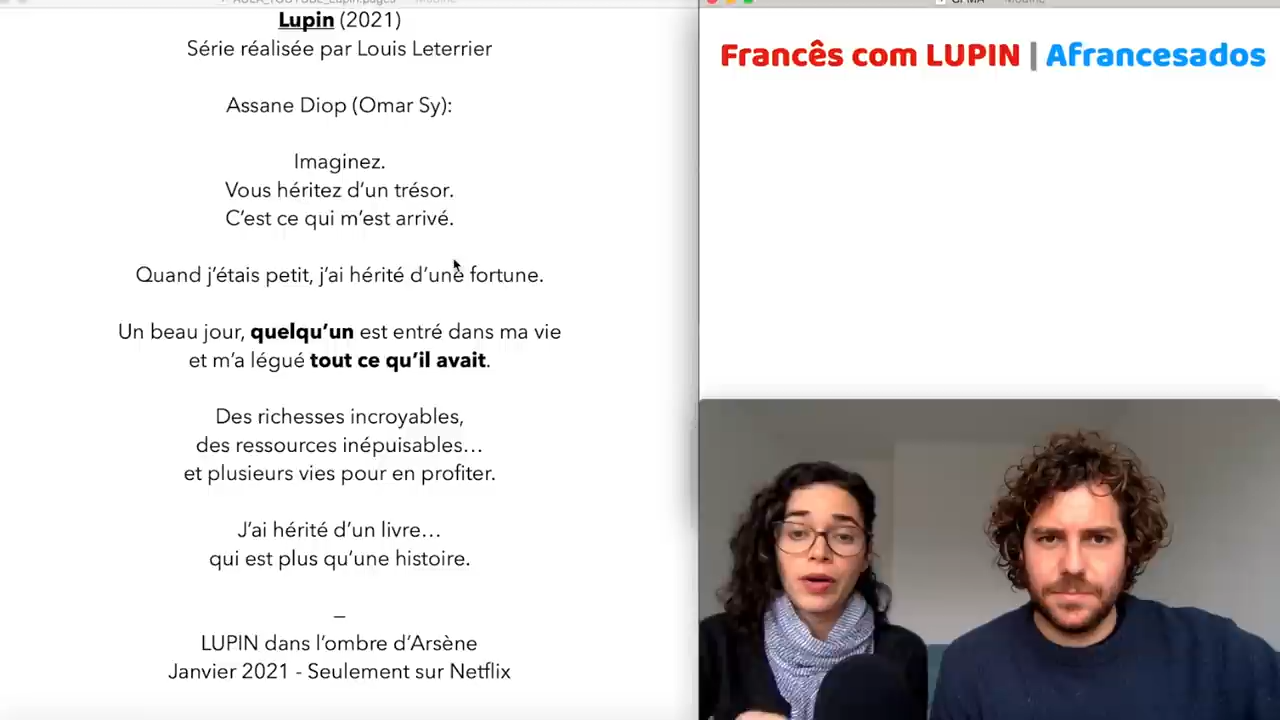 Lupin (2021)
Série réalisée par Louis Leterrier
Assane Diop (Omar Sy):
Imaginez.
Vous héritez d'un trésor.
C'est ce qui m'est arrivé.
Quand j'étais petit, j'ai hérité d'une fortune.
Un beau jour, quelqu'un est entré dans ma vie
et m'a légué tout ce qu'il avait.
Des richesses incroyables,
des ressources inépuisables…
et plusieurs vies pour en profiter.
J'ai hérité d'un livre…
qui est plus qu'une histoire.
—
LUPIN dans l'ombre d'Arsène
Janvier 2021 - Seulement sur Netflix
Francês com LUPIN | Afrancesados